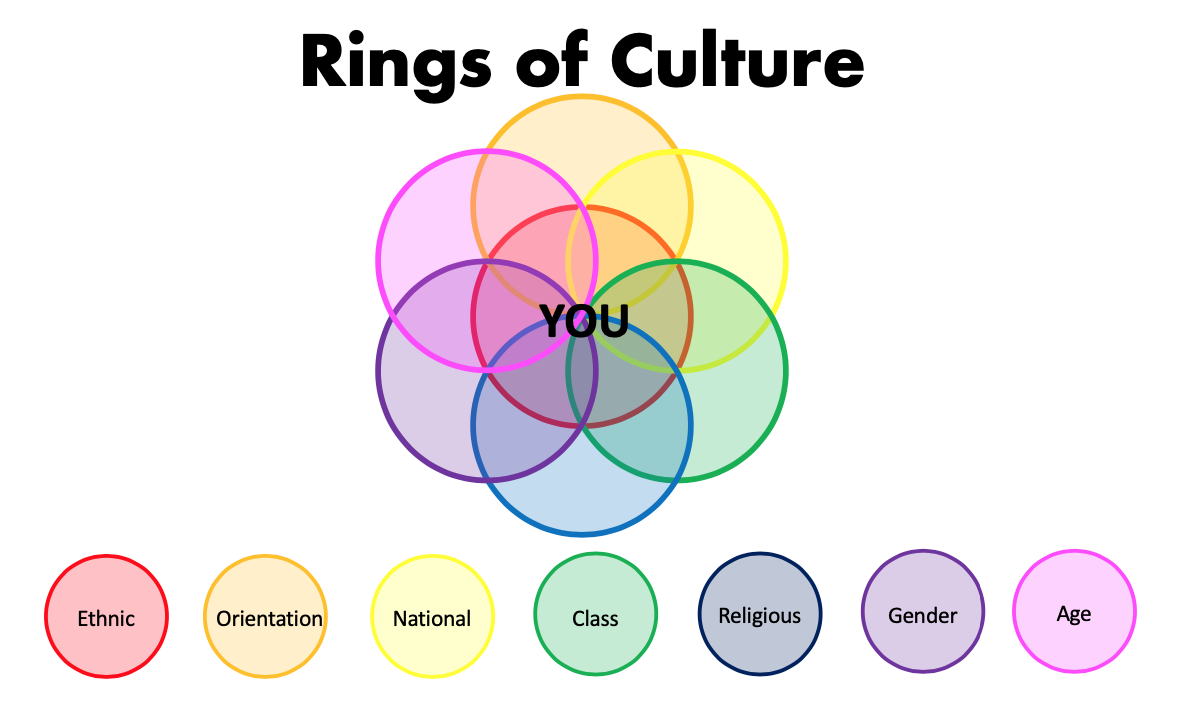 Rings of Culture
YOU
Ethnic
Orientation
National
Class
Religious
Gender
Age